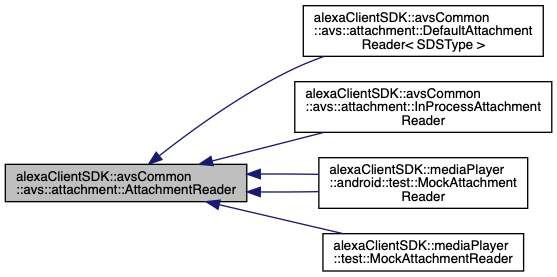 alexaClientSDK::avsCommon
::avs::attachment::DefaultAttachment
Reader< SDSType >
alexaClientSDK::avsCommon
::avs::attachment::InProcessAttachment
Reader
alexaClientSDK::avsCommon
::avs::attachment::AttachmentReader
alexaClientSDK::mediaPlayer
::android::test::MockAttachment
Reader
alexaClientSDK::mediaPlayer
::test::MockAttachmentReader